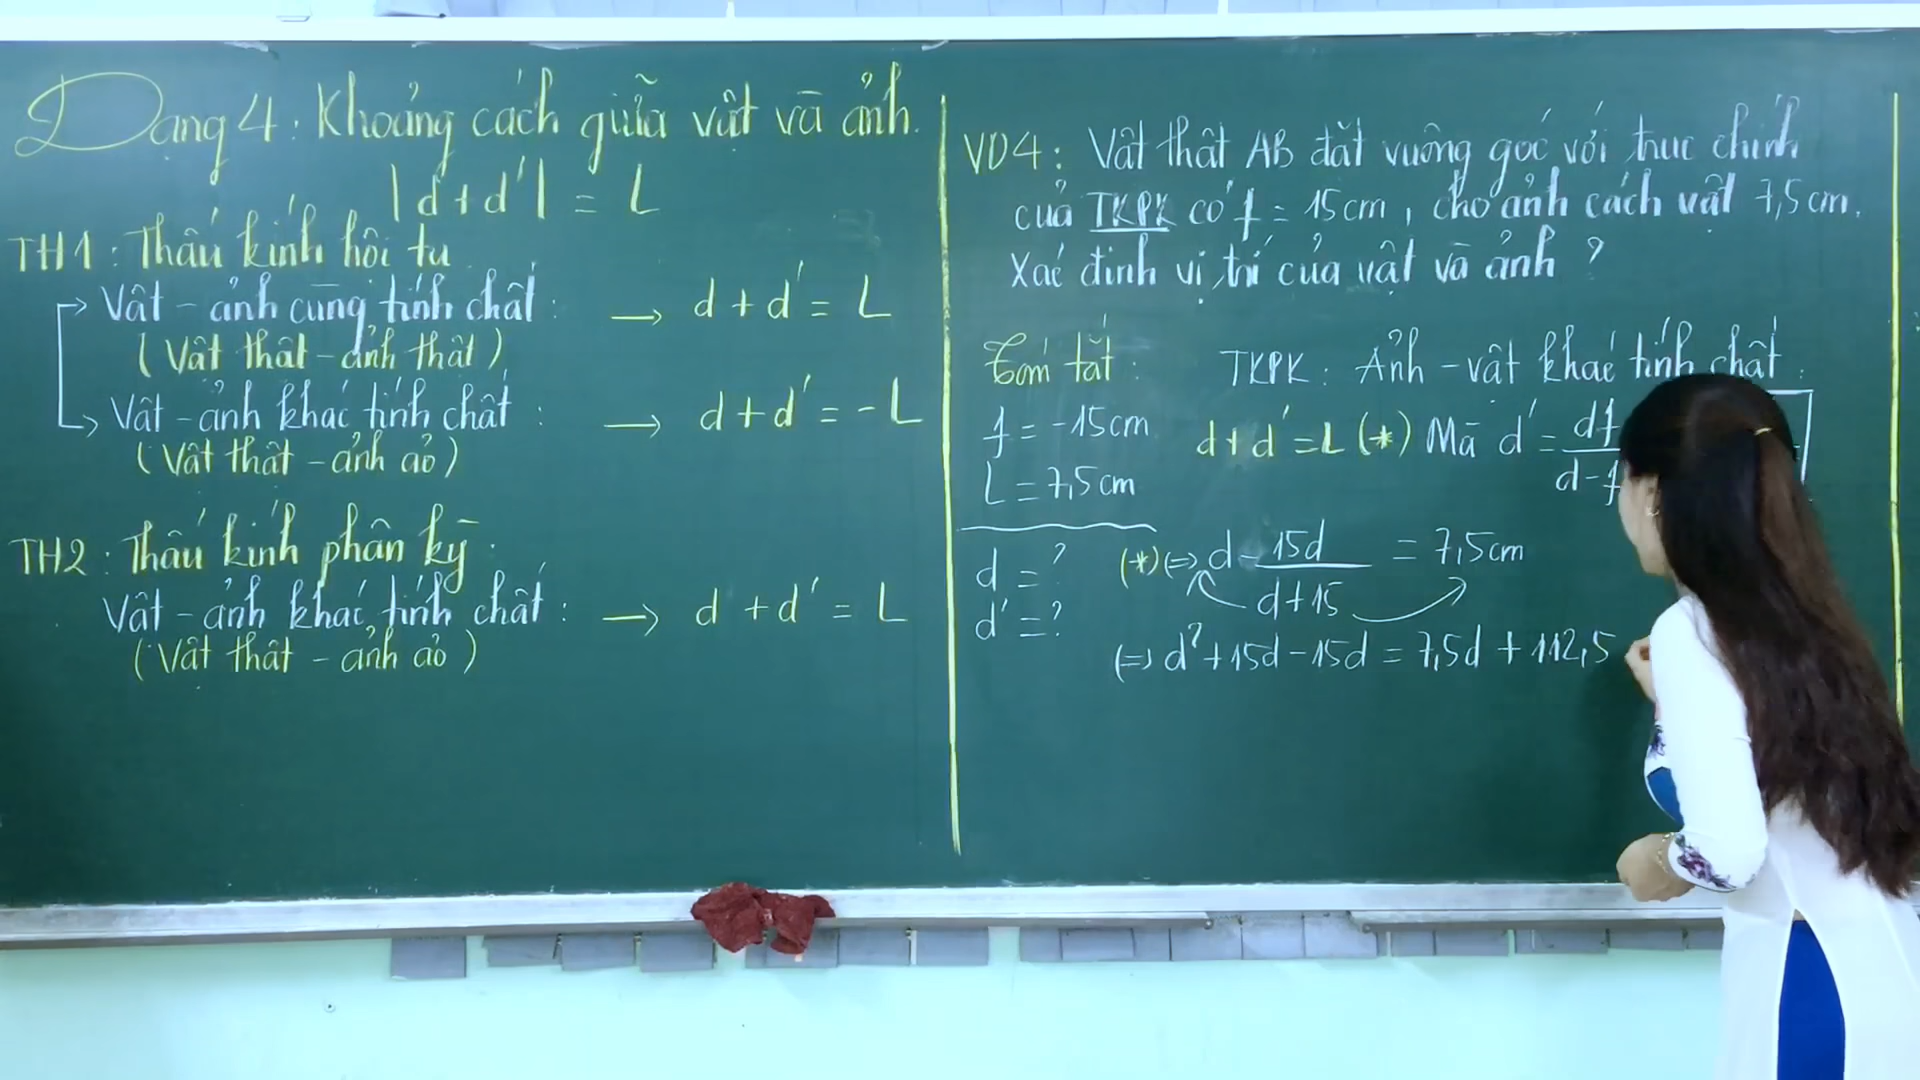 Dạng 4: Khoảng cách giữa vật và ảnh.
|d + d'| = L
TH1: Thấu kính hội tụ
Vật - ảnh cùng tính chất: → d + d' = L
(Vật thật - ảnh thật)
Vật - ảnh khác tính chất: → d + d' = - L
(Vật thật - ảnh ảo)
TH2: Thấu kính phân kỳ.
Vật - ảnh khác tính chất: → d + d' = L
(Vật thật - ảnh ảo)
VD4: Vật thật AB đặt vuông góc với trục chính
của TKPK có f = 15cm, cho ảnh cách vật 7,5cm.
Xác định vị trí của vật và ảnh?
Tóm tắt:
f = -15cm
L = 7,5cm
d = ?
d' = ?
TKPK: Ảnh - vật khác tính chất:
d + d' = L (*) Mà d' = df
d - f
(*) <=> d - 15d = 7,5cm
d + 15
<=> d² + 15d - 15d = 7,5d + 112,5